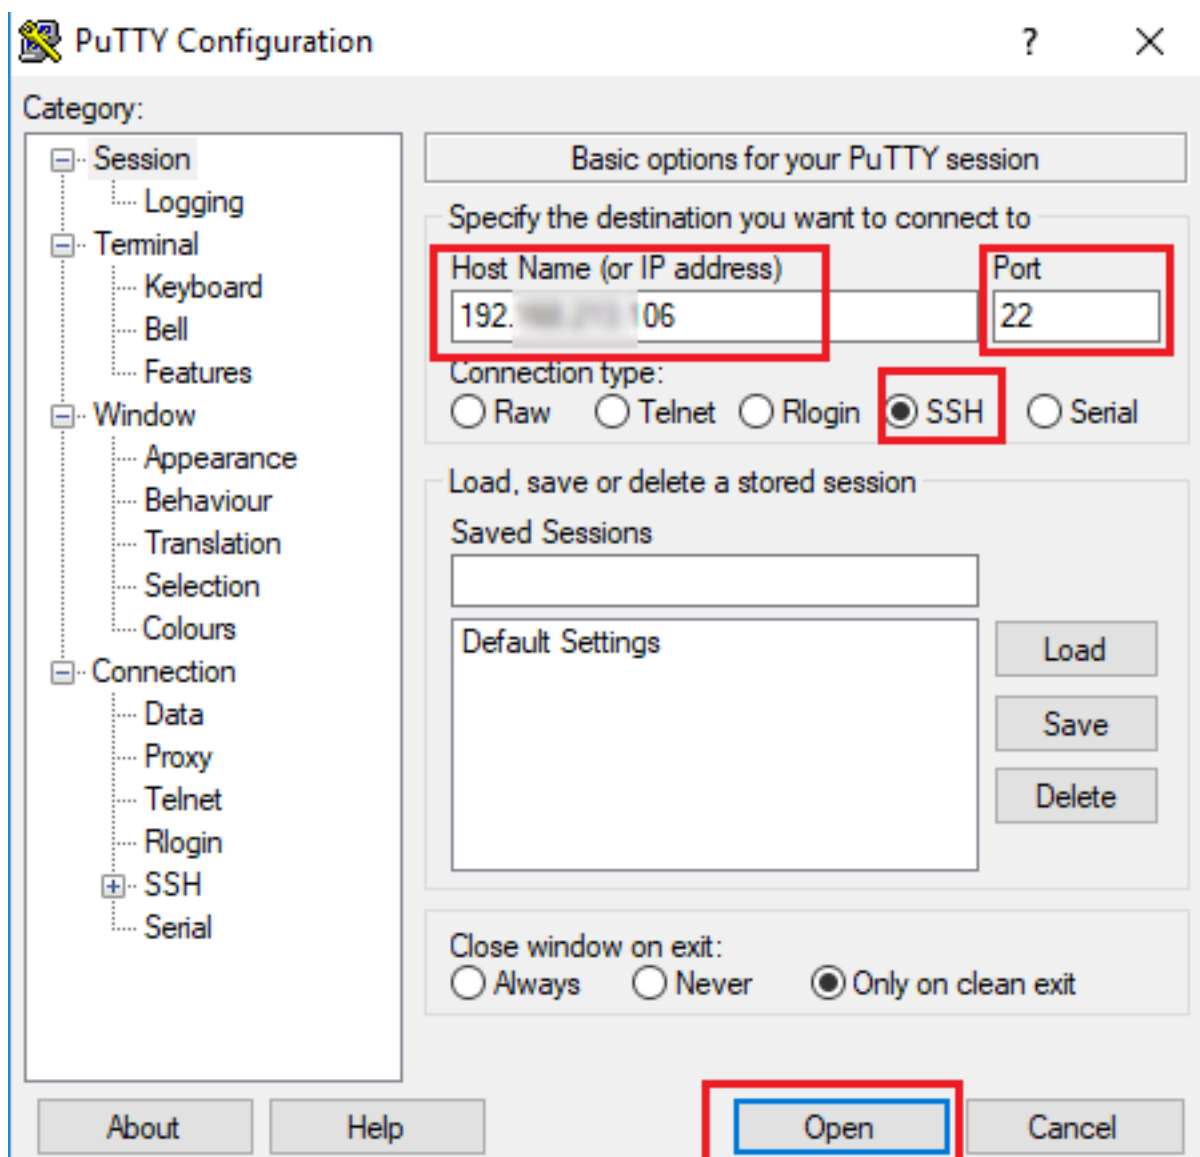 PuTTY Configuration ? X
Category:
Session
Logging
Terminal
Keyboard
Bell
Features
Window
Appearance
Behaviour
Translation
Selection
Colours
Connection
Data
Proxy
Telnet
Rlogin
SSH
Serial
Basic options for your PuTTY session
Specify the destination you want to connect to
Host Name (or IP address) Port
192. 106 22
Connection type:
Raw Telnet Rlogin SSH Serial
Load, save or delete a stored session
Saved Sessions
Default Settings
Load
Save
Delete
Close window on exit:
Always Never Only on clean exit
About Help Open Cancel